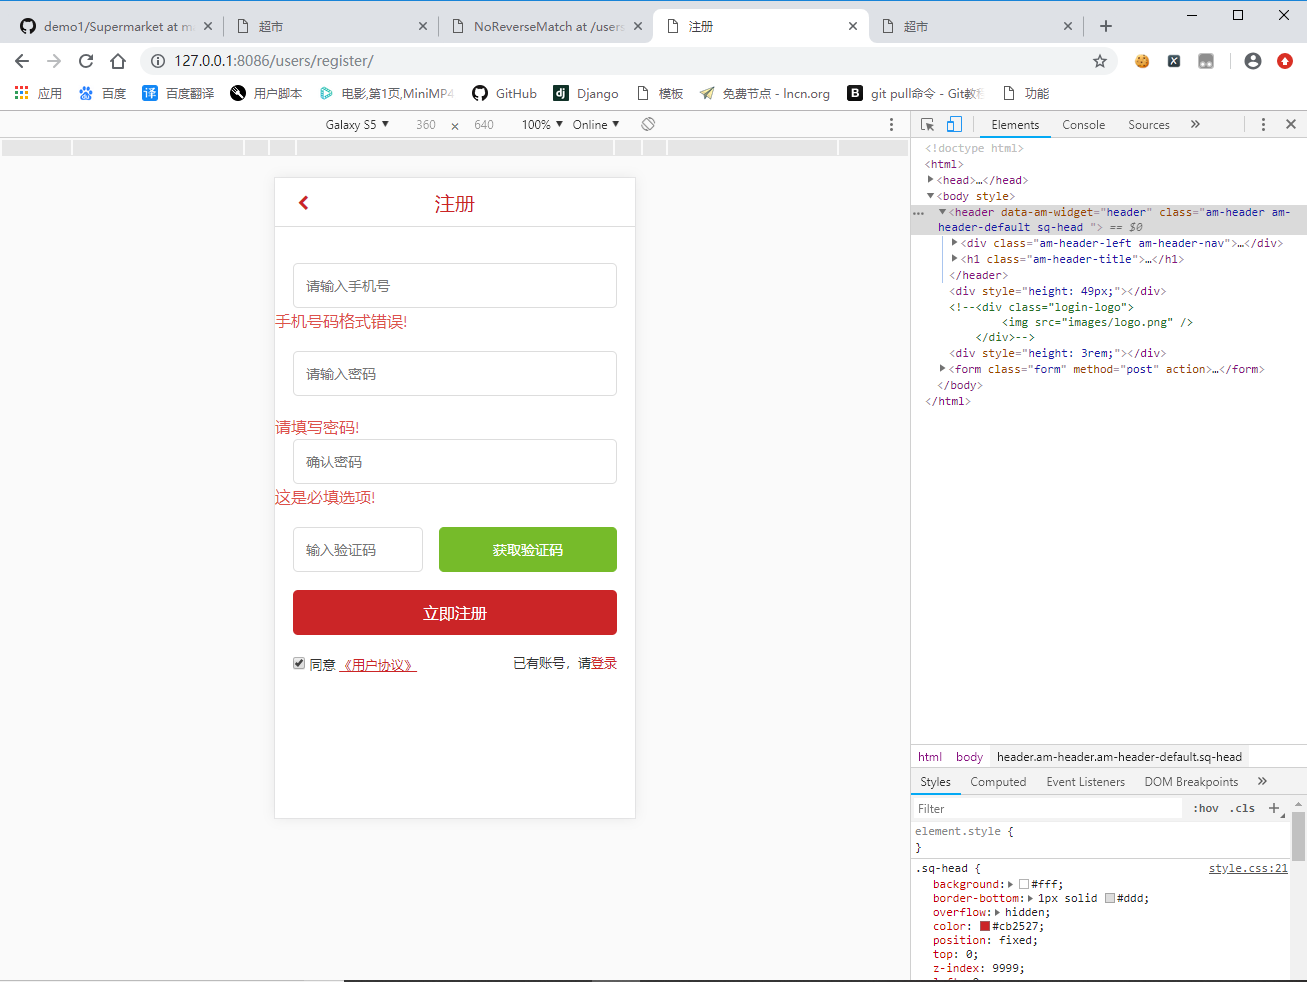 demo1/Supermarket at m
超市
NoReverseMatch at /users
注册
超市
127.0.0.1:8086/users/register/
应用
百度
译 百度翻译
用户脚本
电影,第1页,MiniMP4
GitHub
dj Django
模板
免费节点 - lncn.org
B git pull命令 - Git教程
功能
Galaxy S5 ▼ 360 × 640 100% ▼ Online ▼
Elements Console Sources »
<!doctype html>
<html>
▶<head>…</head>
▼<body style>
… ▼<header data-am-widget="header" class="am-header am-
header-default sq-head "> == $0
▶<div class="am-header-left am-header-nav">…</div>
▶<h1 class="am-header-title">…</h1>
</header>
<div style="height: 49px;"></div>
<!--<div class="login-logo">
<img src="images/logo.png" />
</div>-->
<div style="height: 3rem;"></div>
▶<form class="form" method="post" action>…</form>
</body>
</html>
注册
请输入手机号
手机号码格式错误!
请输入密码
请填写密码!
确认密码
这是必填选项!
输入验证码 获取验证码
立即注册
同意 《用户协议》 已有账号，请登录
html body header.am-header.am-header-default.sq-head
Styles Computed Event Listeners DOM Breakpoints »
Filter :hov .cls +
element.style {
}
.sq-head { style.css:21
background:▶ #fff;
border-bottom:▶ 1px solid #ddd;
overflow:▶ hidden;
color: #cb2527;
position: fixed;
top: 0;
z-index: 9999;